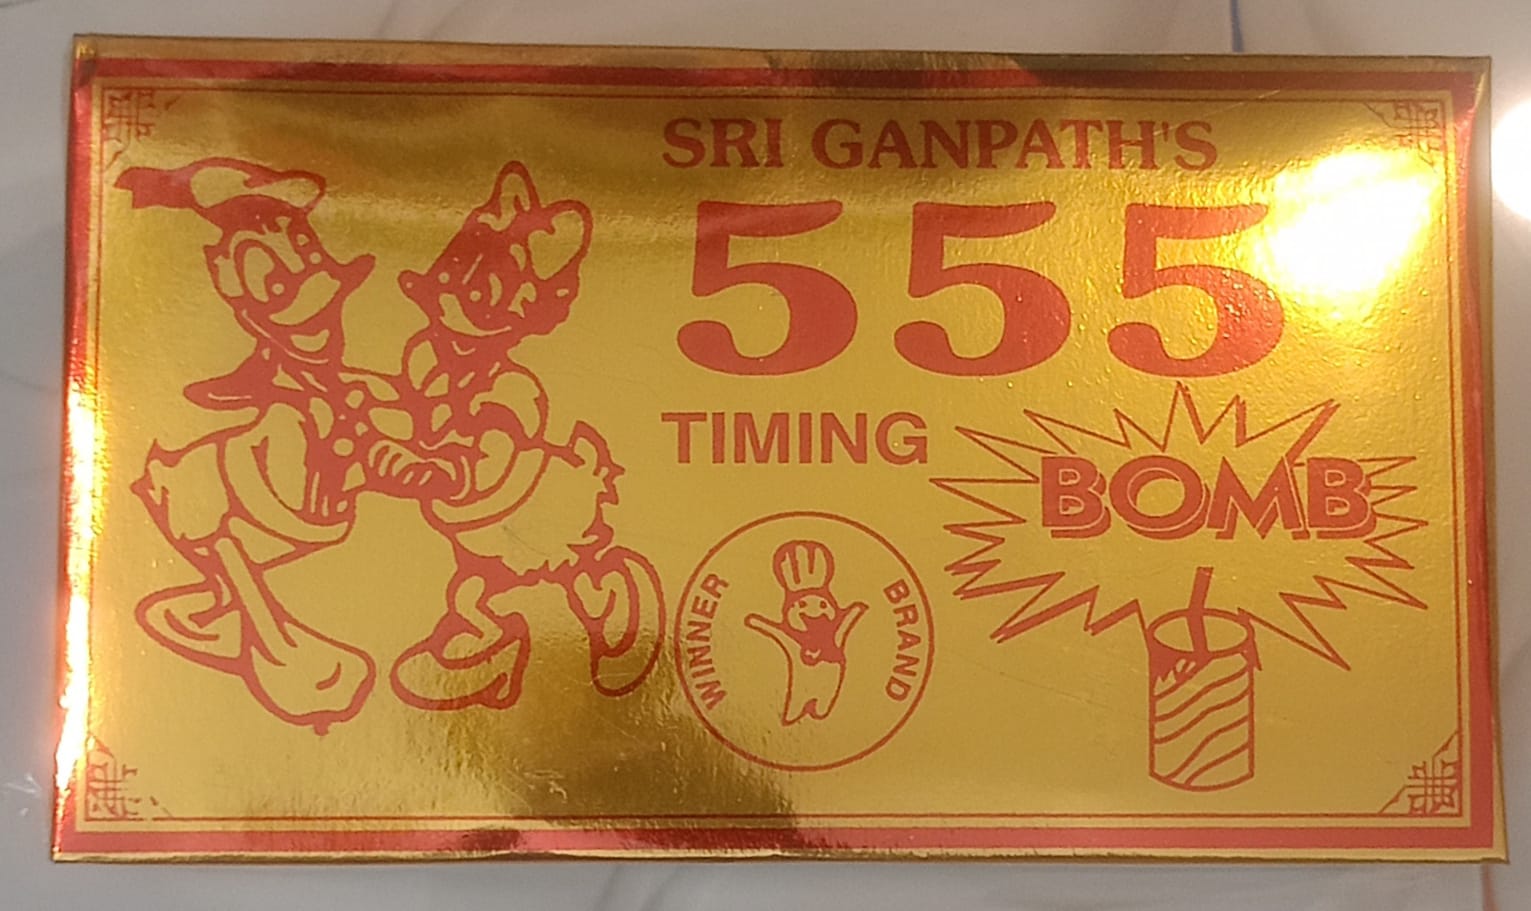 SRI GANPATH'S
555
TIMING
BOMB
WINNER BRAND